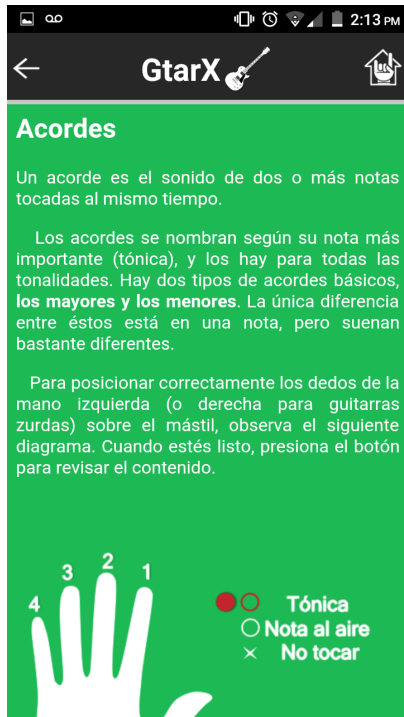 2:13 PM
GtarX
Acordes
Un acorde es el sonido de dos o más notas
tocadas al mismo tiempo.
Los acordes se nombran según su nota más
importante (tónica), y los hay para todas las
tonalidades. Hay dos tipos de acordes básicos,
los mayores y los menores. La única diferencia
entre éstos está en una nota, pero suenan
bastante diferentes.
Para posicionar correctamente los dedos de la
mano izquierda (o derecha para guitarras
zurdas) sobre el mástil, observa el siguiente
diagrama. Cuando estés listo, presiona el botón
para revisar el contenido.
4 3 2 1
Tónica
Nota al aire
No tocar